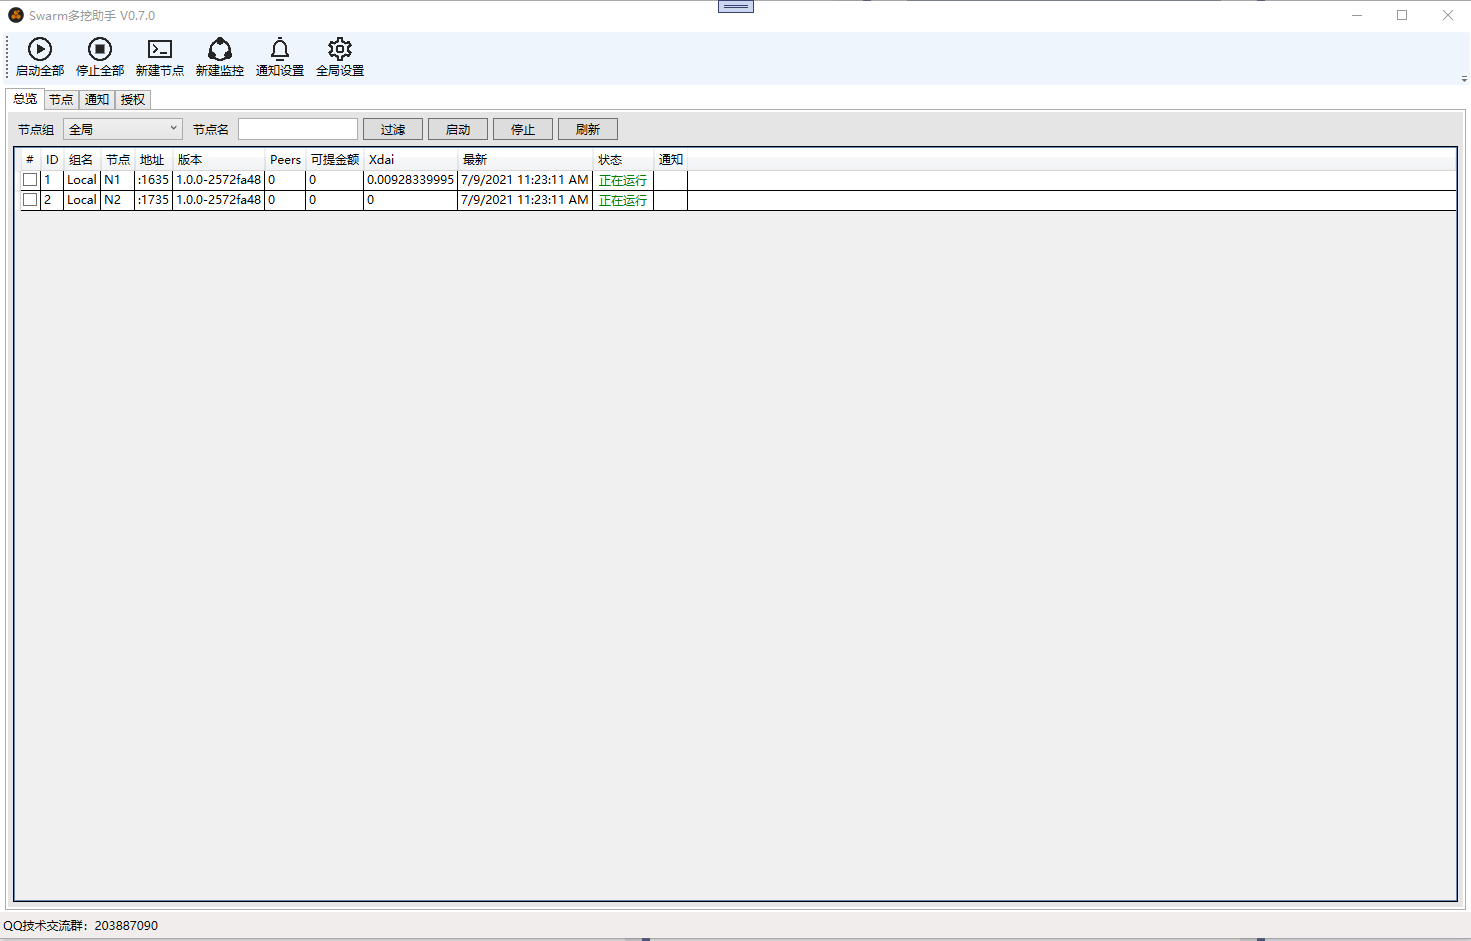 Swarm多挖助手 V0.7.0
启动全部 停止全部 新建节点 新建监控 通知设置 全局设置
总览 节点 通知 授权
节点组 全局 节点名 过滤 启动 停止 刷新
# ID 组名 节点 地址 版本 Peers 可提金额 Xdai 最新 状态 通知
1 Local N1 :1635 1.0.0-2572fa48 0 0 0.00928339995 7/9/2021 11:23:11 AM 正在运行
2 Local N2 :1735 1.0.0-2572fa48 0 0 0 7/9/2021 11:23:11 AM 正在运行
QQ技术交流群：203887090